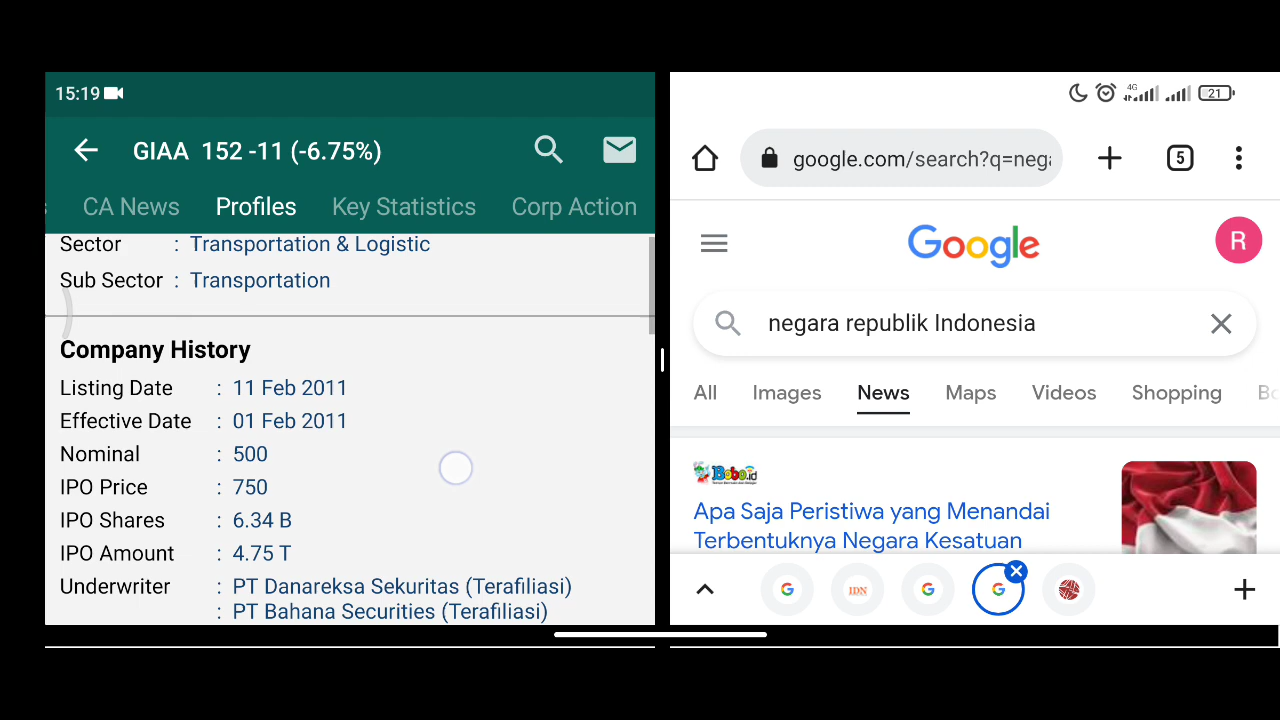 15:19
GIAA 152 -11 (-6.75%)
CA News Profiles Key Statistics Corp Action
Sector : Transportation & Logistic
Sub Sector : Transportation
Company History
Listing Date : 11 Feb 2011
Effective Date : 01 Feb 2011
Nominal : 500
IPO Price : 750
IPO Shares : 6.34 B
IPO Amount : 4.75 T
Underwriter : PT Danareksa Sekuritas (Terafiliasi)
: PT Bahana Securities (Terafiliasi)
4G 21
google.com/search?q=nega
5
Google
R
negara republik Indonesia
All Images News Maps Videos Shopping
Bobo.id
Apa Saja Peristiwa yang Menandai
Terbentuknya Negara Kesatuan
G IDN G G